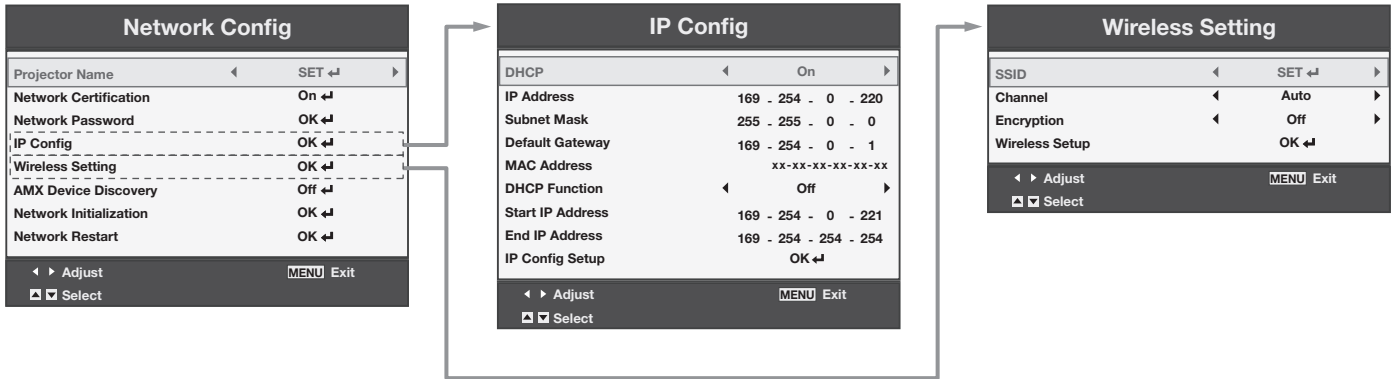 Network Config
Projector Name SET
Network Certification On
Network Password OK
IP Config OK
Wireless Setting OK
AMX Device Discovery Off
Network Initialization OK
Network Restart OK
Adjust MENU Exit
Select
IP Config
DHCP On
IP Address 169 - 254 - 0 - 220
Subnet Mask 255 - 255 - 0 - 0
Default Gateway 169 - 254 - 0 - 1
MAC Address xx-xx-xx-xx-xx-xx
DHCP Function Off
Start IP Address 169 - 254 - 0 - 221
End IP Address 169 - 254 - 254 - 254
IP Config Setup OK
Adjust MENU Exit
Select
Wireless Setting
SSID SET
Channel Auto
Encryption Off
Wireless Setup OK
Adjust MENU Exit
Select